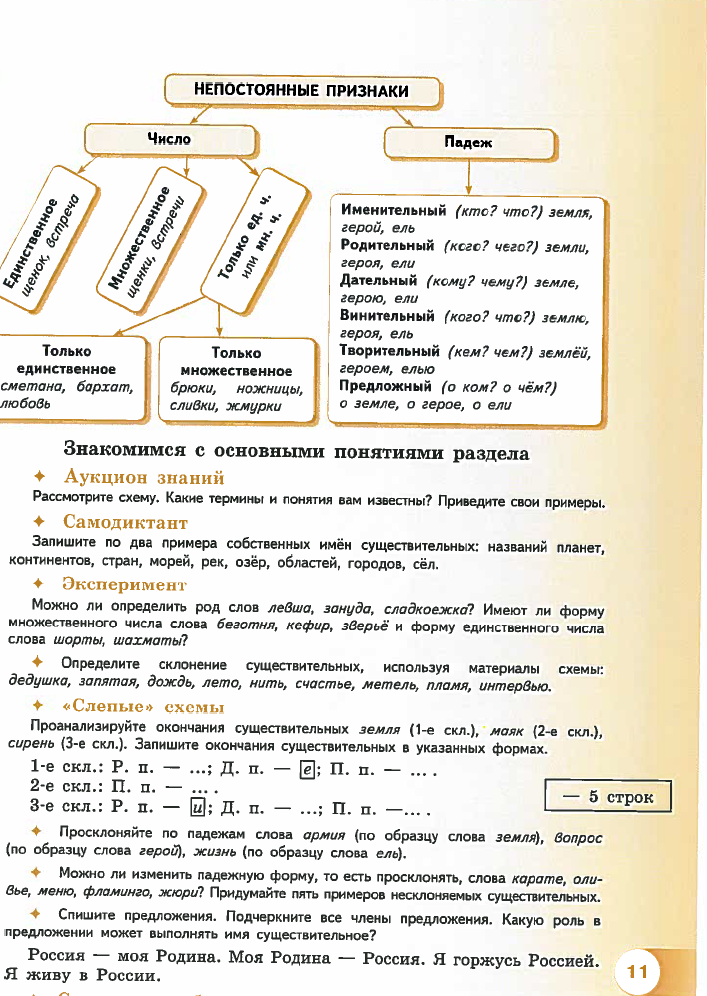 НЕПОСТОЯННЫЕ ПРИЗНАКИ
Число
Падеж
Единственное
щенок, встреча
Множественное
щенки, встречи
Только ед. ч.
или мн. ч.
Только
единственное
сметана, бархат,
любовь
Только
множественное
брюки, ножницы,
сливки, жмурки
Именительный (кто? что?) земля,
герой, ель
Родительный (кого? чего?) земли,
героя, ели
Дательный (кому? чему?) земле,
герою, ели
Винительный (кого? что?) землю,
героя, ель
Творительный (кем? чем?) землёй,
героем, елью
Предложный (о ком? о чём?)
о земле, о герое, о ели
Знакомимся с основными понятиями раздела
Аукцион знаний
Рассмотрите схему. Какие термины и понятия вам известны? Приведите свои примеры.
Самодиктант
Запишите по два примера собственных имён существительных: названий планет,
континентов, стран, морей, рек, озёр, областей, городов, сёл.
Эксперимент
Можно ли определить род слов левша, зануда, сладкоежка? Имеют ли форму
множественного числа слова беготня, кефир, зверьё и форму единственного числа
слова шорты, шахматы?
Определите склонение существительных, используя материалы схемы:
дедушка, запятая, дождь, лето, нить, счастье, метель, пламя, интервью.
«Слепые» схемы
Проанализируйте окончания существительных земля (1-е скл.), маяк (2-е скл.),
сирень (3-е скл.). Запишите окончания существительных в указанных формах.
1-е скл.: Р. п. — ...; Д. п. — е; П. п. — ... .
2-е скл.: П. п. — ... .
3-е скл.: Р. п. — и; Д. п. — ...; П. п. —... .
— 5 строк
Просклоняйте по падежам слова армия (по образцу слова земля), вопрос
(по образцу слова герой), жизнь (по образцу слова ель).
Можно ли изменить падежную форму, то есть просклонять, слова карате, оли-
вье, меню, фламинго, жюри? Придумайте пять примеров несклоняемых существительных.
Спишите предложения. Подчеркните все члены предложения. Какую роль в
предложении может выполнять имя существительное?
Россия — моя Родина. Моя Родина — Россия. Я горжусь Россией.
Я живу в России.
11